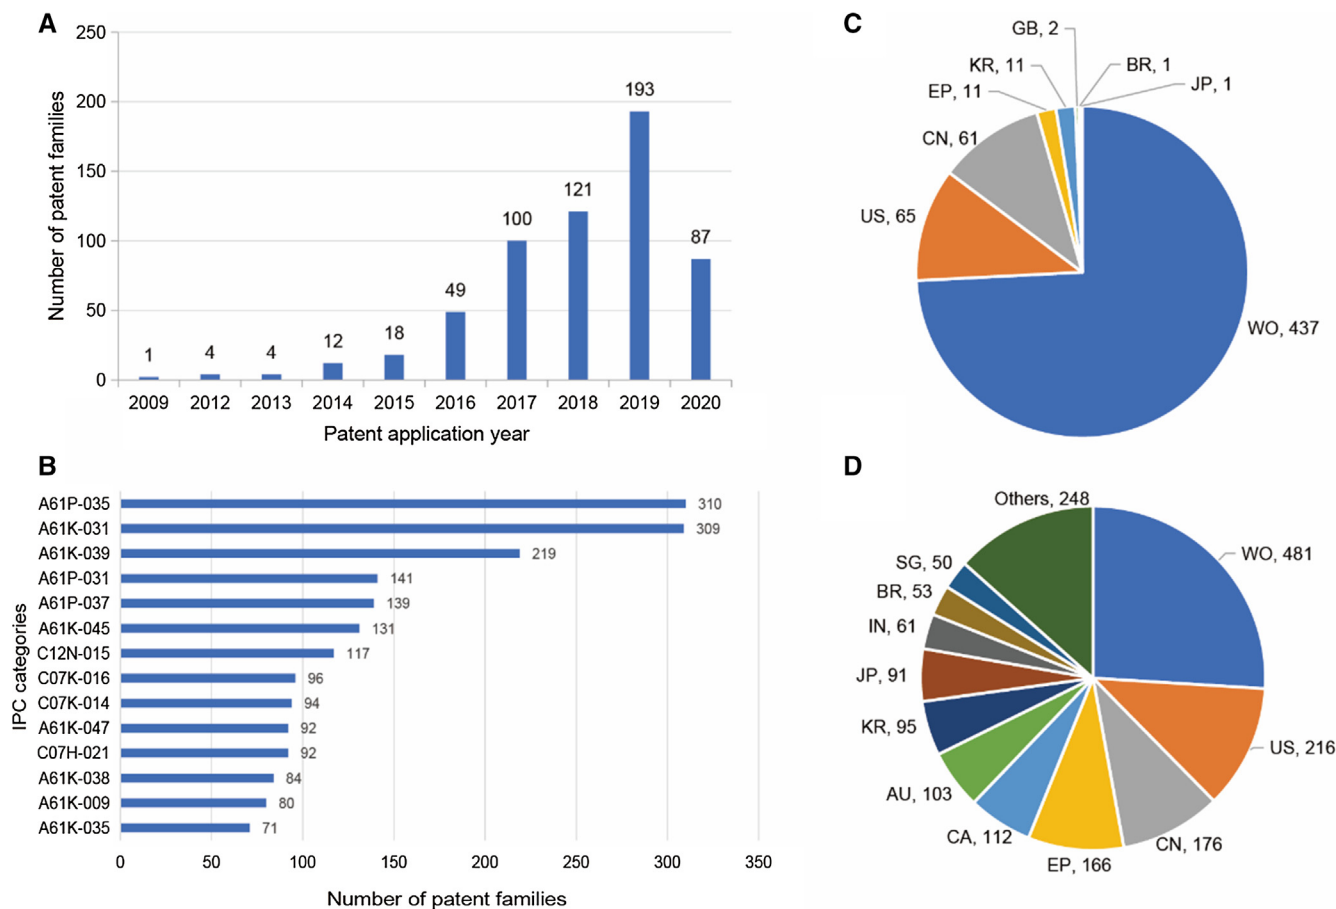 A
250
200
150
100
50
0
Number of patent families
1
4
4
12
18
49
100
121
193
87
2009 2012 2013 2014 2015 2016 2017 2018 2019 2020
Patent application year
B
IPC categories
A61P-035 310
A61K-031 309
A61K-039 219
A61P-031 141
A61P-037 139
A61K-045 131
C12N-015 117
C07K-016 96
C07K-014 94
A61K-047 92
C07H-021 92
A61K-038 84
A61K-009 80
A61K-035 71
0 50 100 150 200 250 300 350
Number of patent families
C
GB, 2
KR, 11
BR, 1
EP, 11
JP, 1
CN, 61
US, 65
WO, 437
D
Others, 248
WO, 481
SG, 50
BR, 53
IN, 61
JP, 91
KR, 95
US, 216
AU, 103
CA, 112
CN, 176
EP, 166